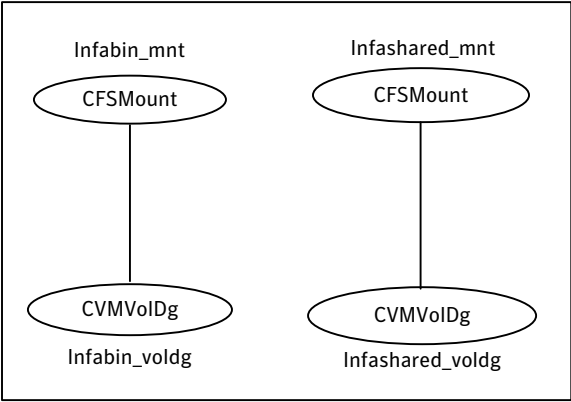 Infabin_mnt
Infashared_mnt
CFSMount
CFSMount
CVMVolDg
CVMVolDg
Infabin_voldg
Infashared_voldg